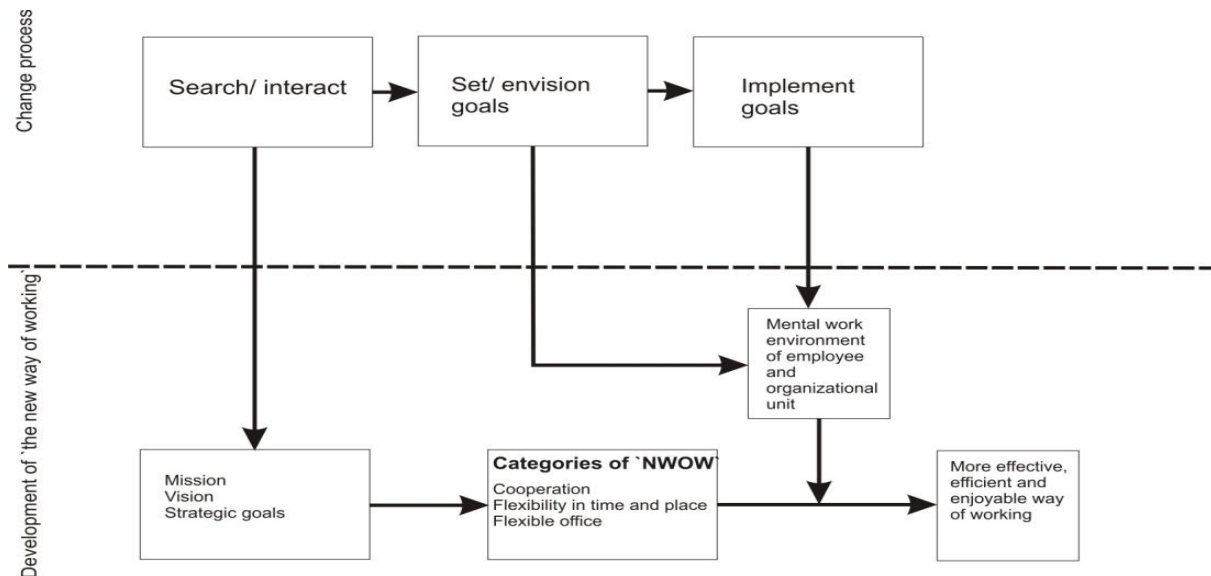 Change process
Search/ interact
Set/ envision
goals
Implement
goals
Development of `the new way of working`
Mental work
environment
of employee
and
organizational
unit
Mission
Vision
Strategic goals
Categories of `NWOW`
Cooperation
Flexibility in time and place
Flexible office
More effective,
efficient and
enjoyable way
of working